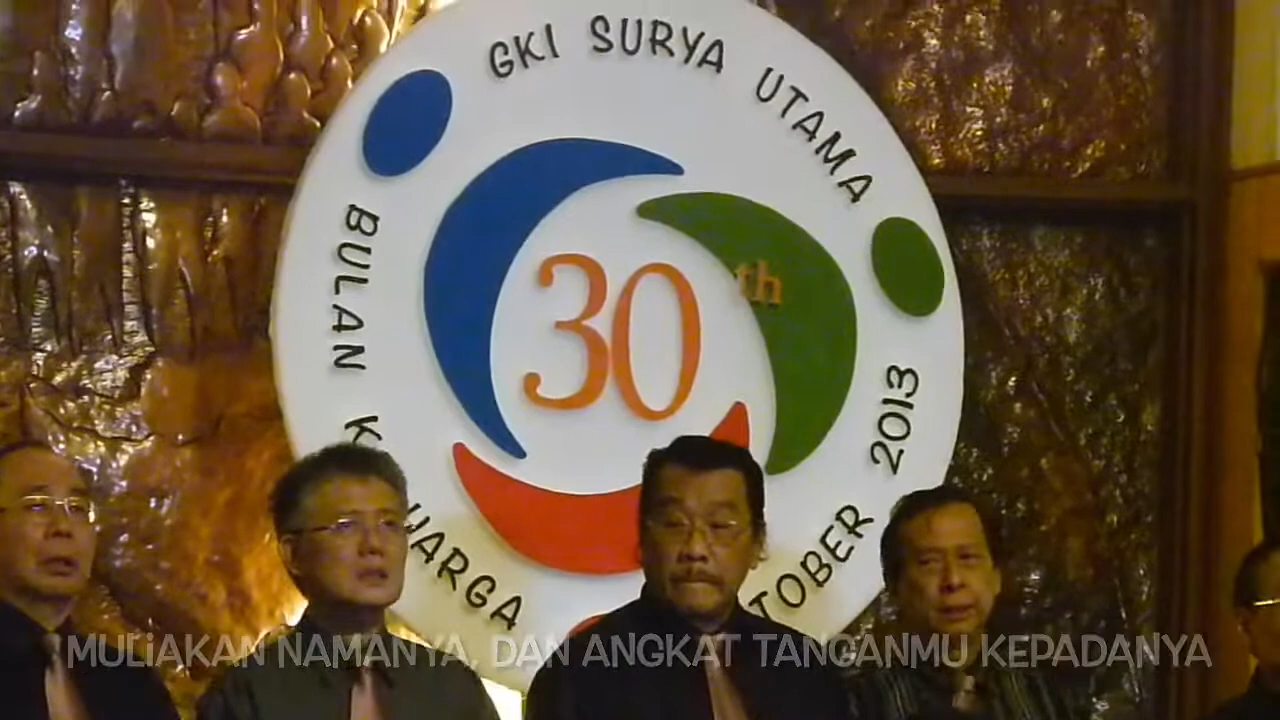 GKI SURYA UTAMA
BULAN
UARGA
TOBER 2013
30th
MULiAKAN NAMANYA, DAN ANGKAT TANGANMU KEPADANYA